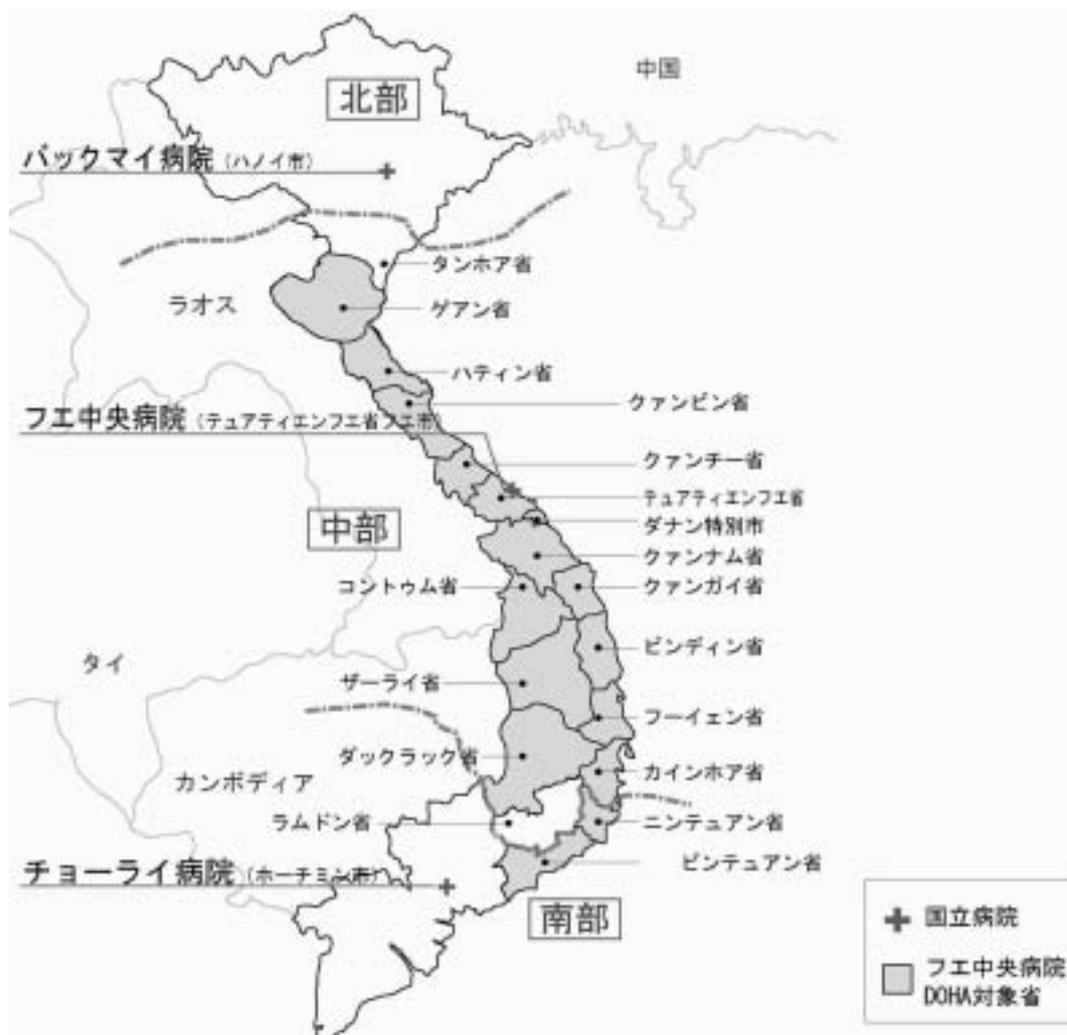 中国
北部
バックマイ病院（ハノイ市）
タンホア省
ラオス
ゲアン省
ハティン省
クァンビン省
フエ中央病院（テュアティエンフエ省フエ市）
クァンチー省
テュアティエンフエ省
中部
ダナン特別市
クァンナム省
コントゥム省
クァンガイ省
ビンディン省
タイ
ザーライ省
フーイェン省
ダックラック省
カインホア省
カンボディア
ラムドン省
ニンテュアン省
ビンテュアン省
チョーライ病院（ホーチミン市）
南部
国立病院
フエ中央病院
DOHA対象省